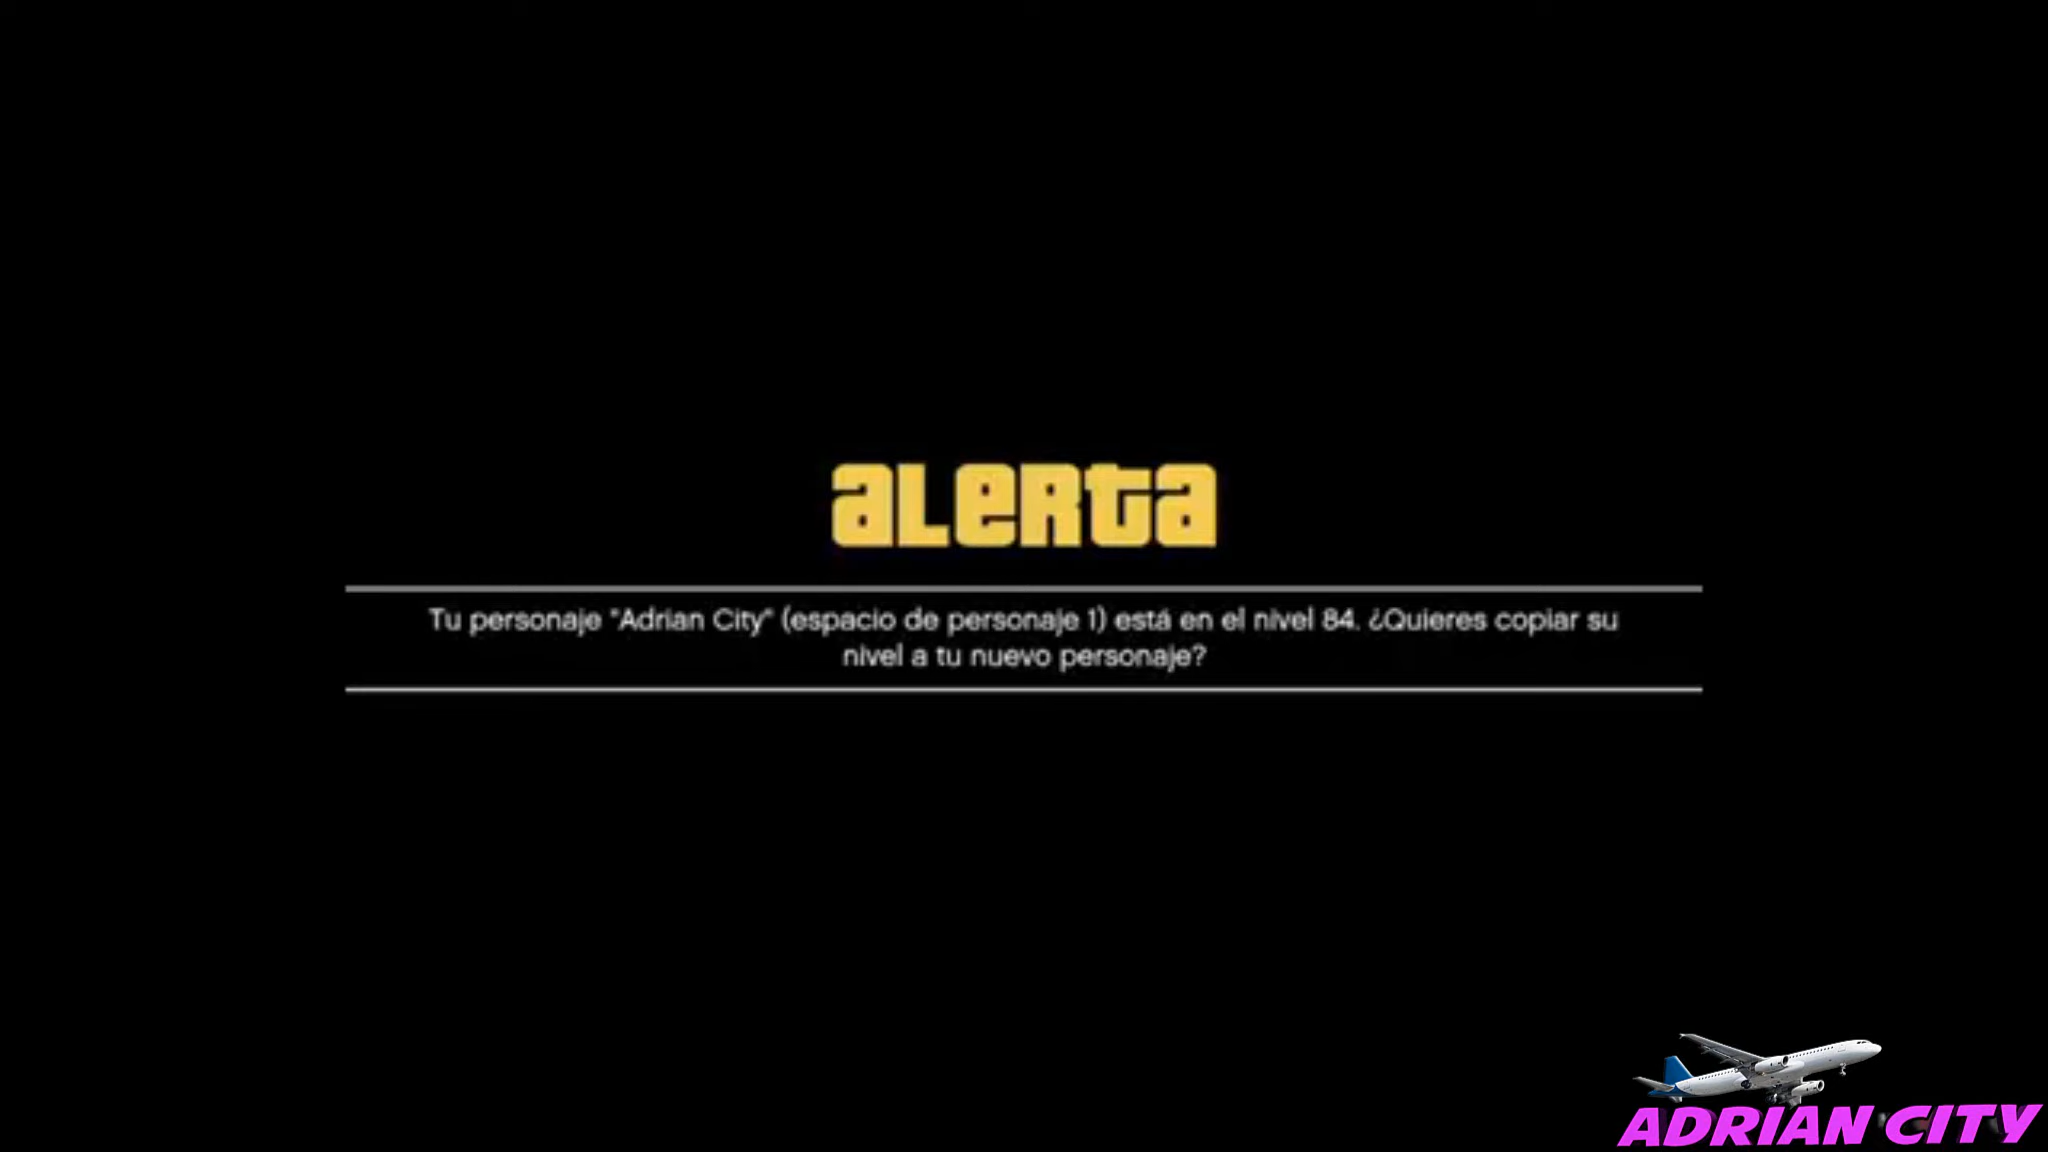 alerta
Tu personaje "Adrian City" (espacio de personaje 1) está en el nivel 84. ¿Quieres copiar su
nivel a tu nuevo personaje?
ADRIAN CITY